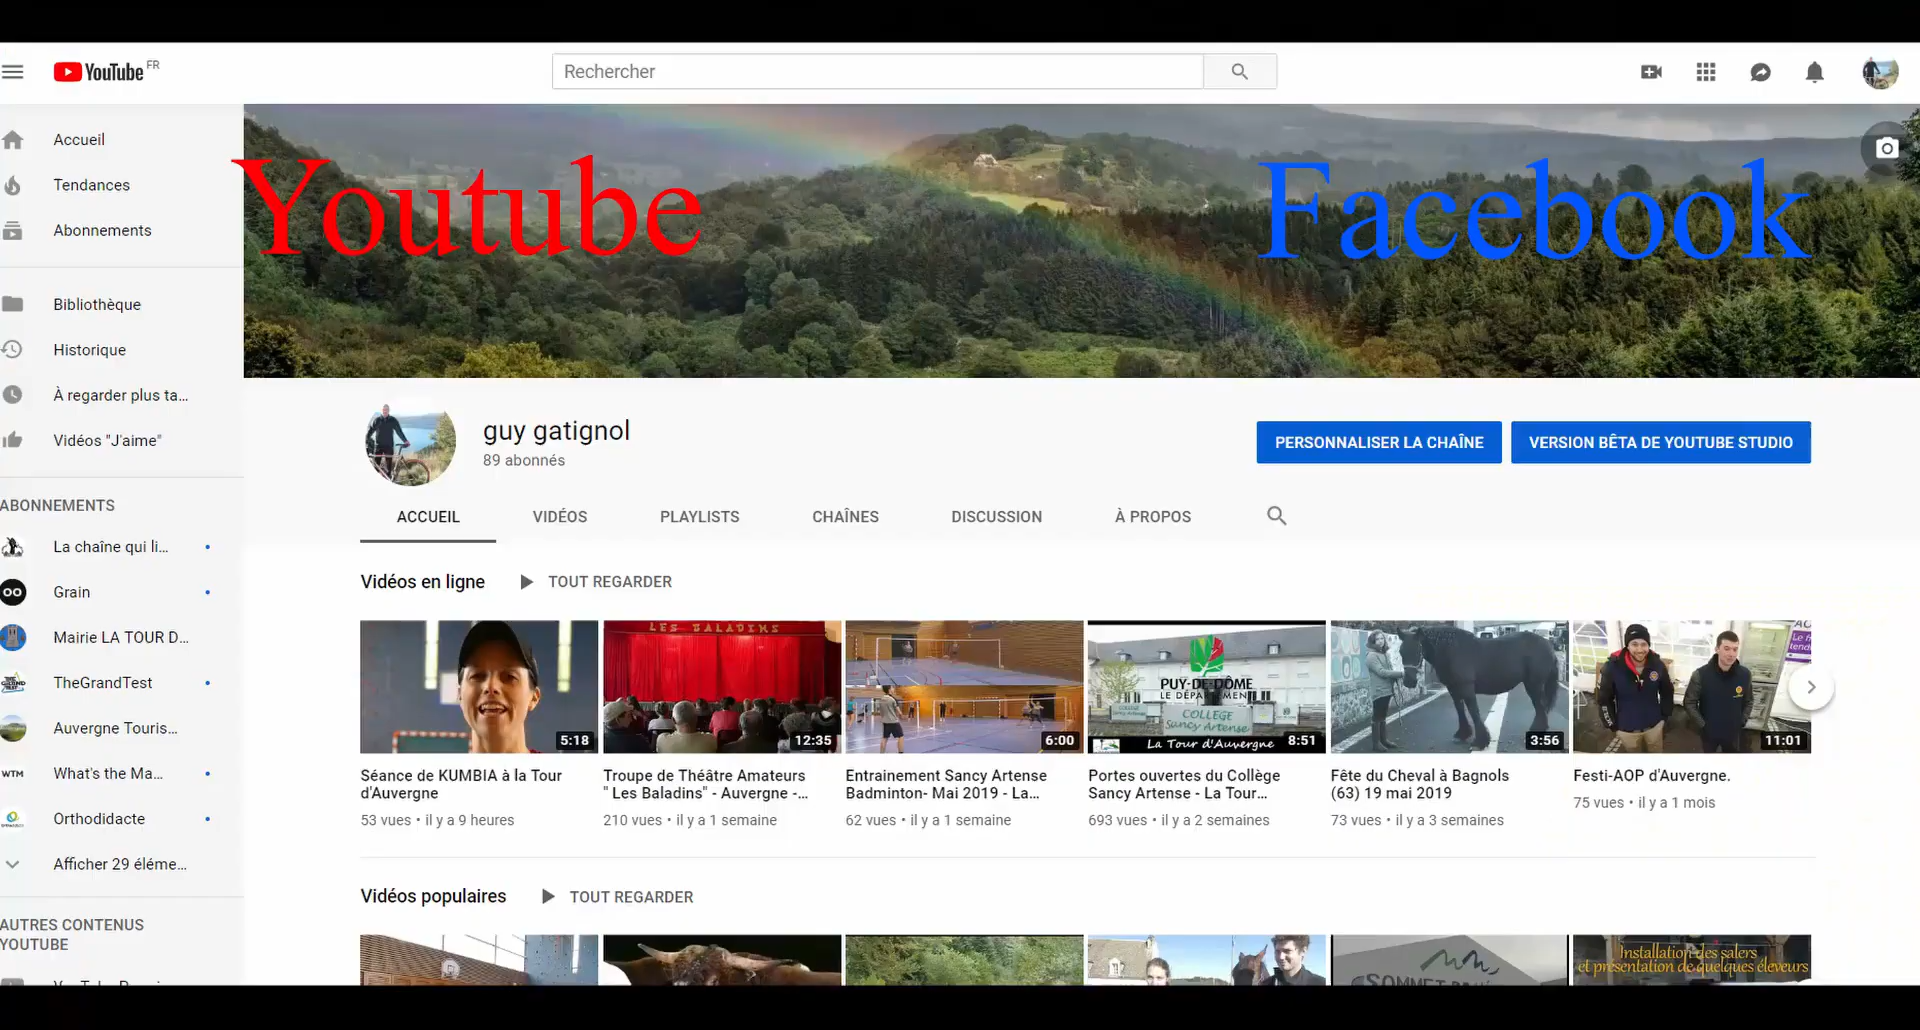 YouTube FR
Rechercher
Accueil
Tendances
Abonnements
Bibliothèque
Historique
À regarder plus ta...
Vidéos "J'aime"
ABONNEMENTS
La chaîne qui li...
Grain
Mairie LA TOUR D...
TheGrandTest
Auvergne Touris...
WTM
What's the Ma...
Orthodidacte
Afficher 29 éléme...
AUTRES CONTENUS
YOUTUBE
Youtube
Facebook
guy gatignol
89 abonnés
PERSONNALISER LA CHAÎNE
VERSION BÊTA DE YOUTUBE STUDIO
ACCUEIL
VIDÉOS
PLAYLISTS
CHAÎNES
DISCUSSION
À PROPOS
Vidéos en ligne
TOUT REGARDER
5:18
Séance de KUMBIA à la Tour
d'Auvergne
53 vues • il y a 9 heures
LES BALADINS
12:35
Troupe de Théâtre Amateurs
" Les Baladins" - Auvergne -...
210 vues • il y a 1 semaine
6:00
Entrainement Sancy Artense
Badminton- Mai 2019 - La...
62 vues • il y a 1 semaine
PUY-DE-DÔME
LE DÉPARTEMENT
COLLEGE
Sancy Artense
La Tour d'Auvergne
8:51
Portes ouvertes du Collège
Sancy Artense - La Tour...
693 vues • il y a 2 semaines
3:56
Fête du Cheval à Bagnols
(63) 19 mai 2019
73 vues • il y a 3 semaines
11:01
Festi-AOP d'Auvergne.
75 vues • il y a 1 mois
Vidéos populaires
TOUT REGARDER
Installation des salers
et présentation de quelques éleveurs